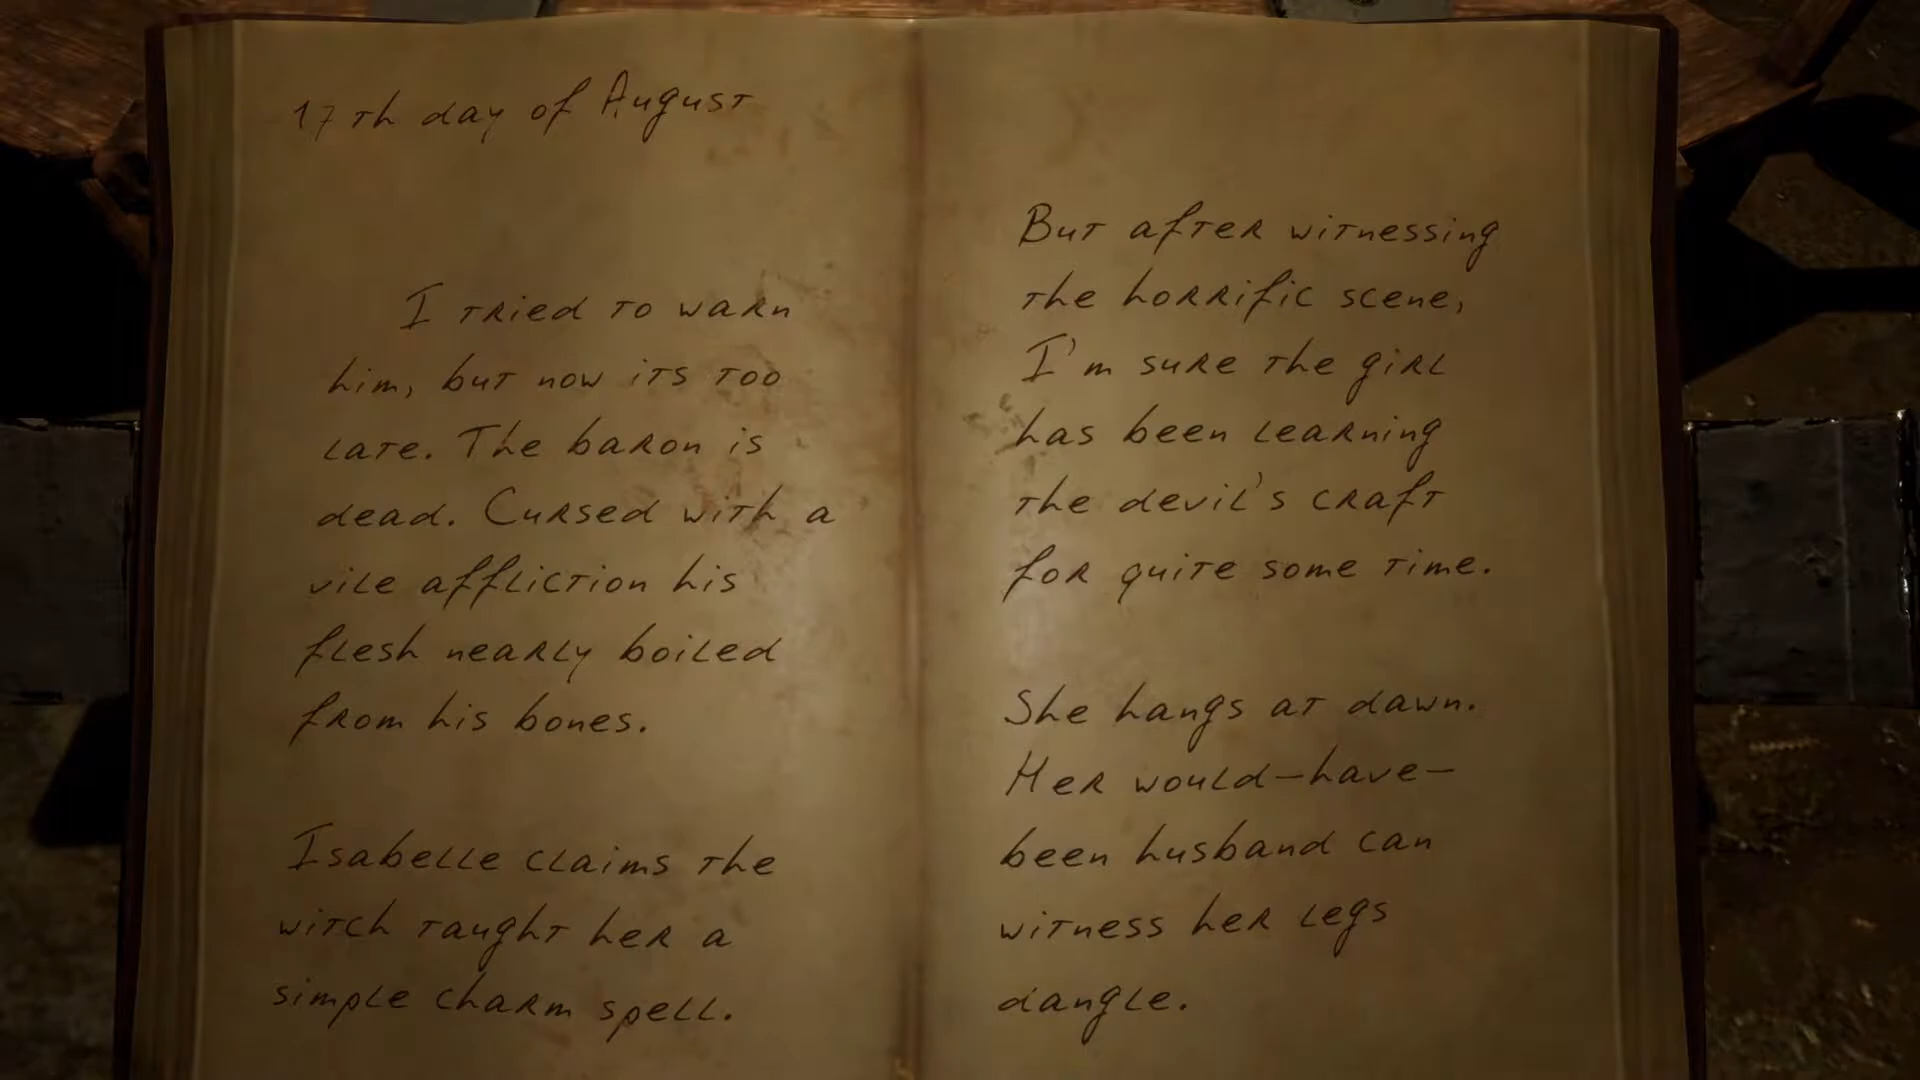 17th day of August
I tried to warn
him, but now its too
late. The baron is
dead. Cursed with a
vile affliction his
flesh nearly boiled
from his bones.
Isabelle claims the
witch taught her a
simple charm spell.
But after witnessing
the horrific scene,
I'm sure the girl
has been learning
the devil's craft
for quite some time.
She hangs at dawn.
Her would-have-
been husband can
witness her legs
dangle.